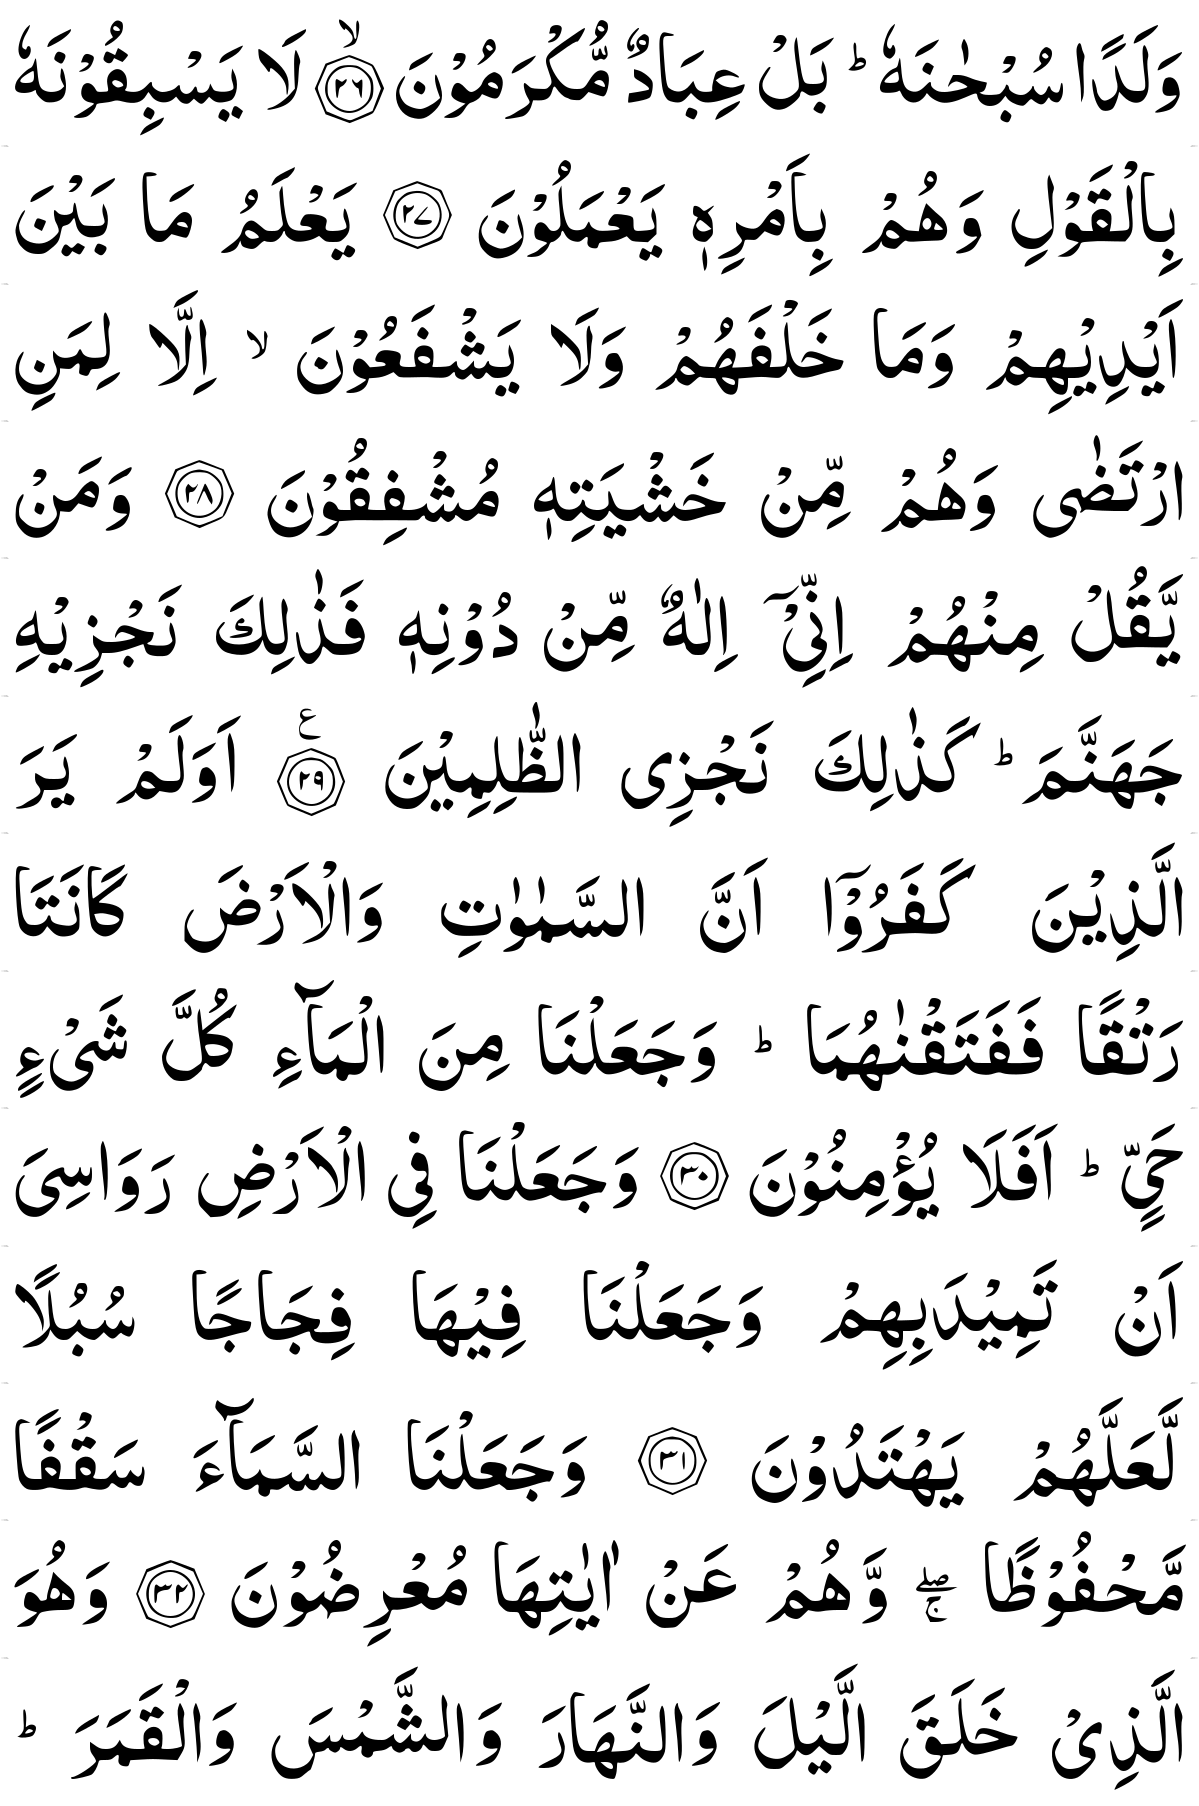 وَلَدًا سُبْحٰنَهٗ ؕ بَلْ عِبَادٌ مُّكْرَمُوْنَ ۙ‏﴿۲۶﴾ لَا يَسْبِقُوْنَهٗ
بِالْقَوْلِ وَهُمْ بِاَمْرِهٖ يَعْمَلُوْنَ ﴿۲۷﴾ يَعْلَمُ مَا بَيْنَ
اَيْدِيْهِمْ وَمَا خَلْفَهُمْ وَلَا يَشْفَعُوْنَ ۙ اِلَّا لِمَنِ
ارْتَضٰى وَهُمْ مِّنْ خَشْيَتِهٖ مُشْفِقُوْنَ ﴿۲۸﴾ وَمَنْ
يَّقُلْ مِنْهُمْ اِنِّىْۤ اِلٰهٌ مِّنْ دُوْنِهٖ فَذٰلِكَ نَجْزِيْهِ
جَهَنَّمَ ؕ كَذٰلِكَ نَجْزِى الظّٰلِمِيْنَ ﴿۲۹﴾ ع اَوَلَمْ يَرَ
الَّذِيْنَ كَفَرُوْۤا اَنَّ السَّمٰوٰتِ وَالْاَرْضَ كَانَتَا
رَتْقًا فَفَتَقْنٰهُمَا ؕ وَجَعَلْنَا مِنَ الْمَآءِ كُلَّ شَىْءٍ
حَىٍّ ؕ اَفَلَا يُؤْمِنُوْنَ ﴿۳۰﴾ وَجَعَلْنَا فِى الْاَرْضِ رَوَاسِىَ
اَنْ تَمِيْدَ بِهِمْ وَجَعَلْنَا فِيْهَا فِجَاجًا سُبُلًا
لَّعَلَّهُمْ يَهْتَدُوْنَ ﴿۳۱﴾ وَجَعَلْنَا السَّمَآءَ سَقْفًا
مَّحْفُوْظًا ۖۚ وَّهُمْ عَنْ اٰيٰتِهَا مُعْرِضُوْنَ ﴿۳۲﴾ وَهُوَ
الَّذِىْ خَلَقَ الَّيْلَ وَالنَّهَارَ وَالشَّمْسَ وَالْقَمَرَ ؕ